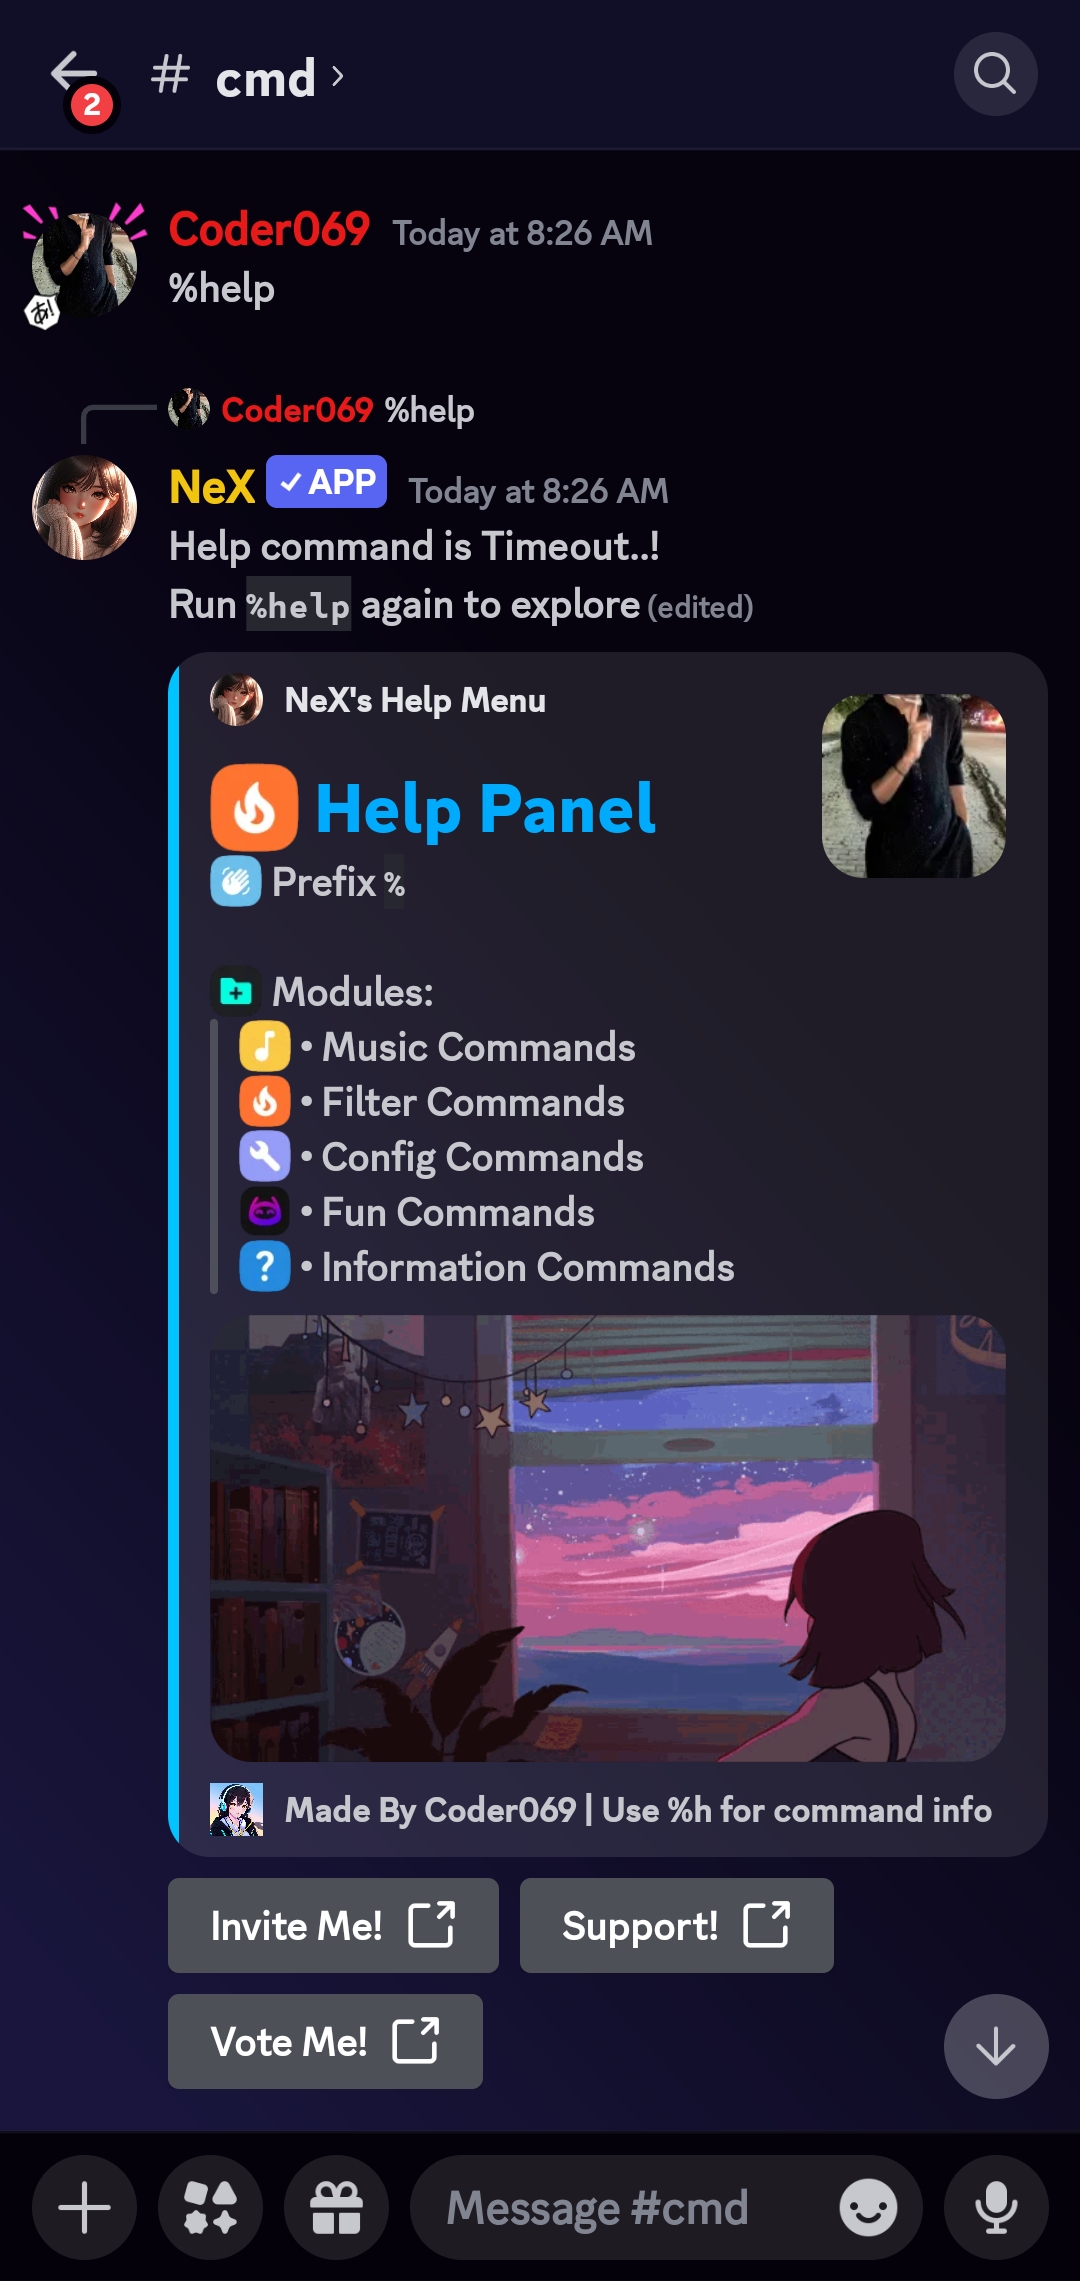 2
# cmd ›
Coder069 Today at 8:26 AM
%help
あ!
Coder069 %help
NeX ✓ APP Today at 8:26 AM
Help command is Timeout..!
Run %help again to explore (edited)
NeX's Help Menu
Help Panel
Prefix %
Modules:
• Music Commands
• Filter Commands
• Config Commands
• Fun Commands
? • Information Commands
Made By Coder069 | Use %h for command info
Invite Me!
Support!
Vote Me!
Message #cmd